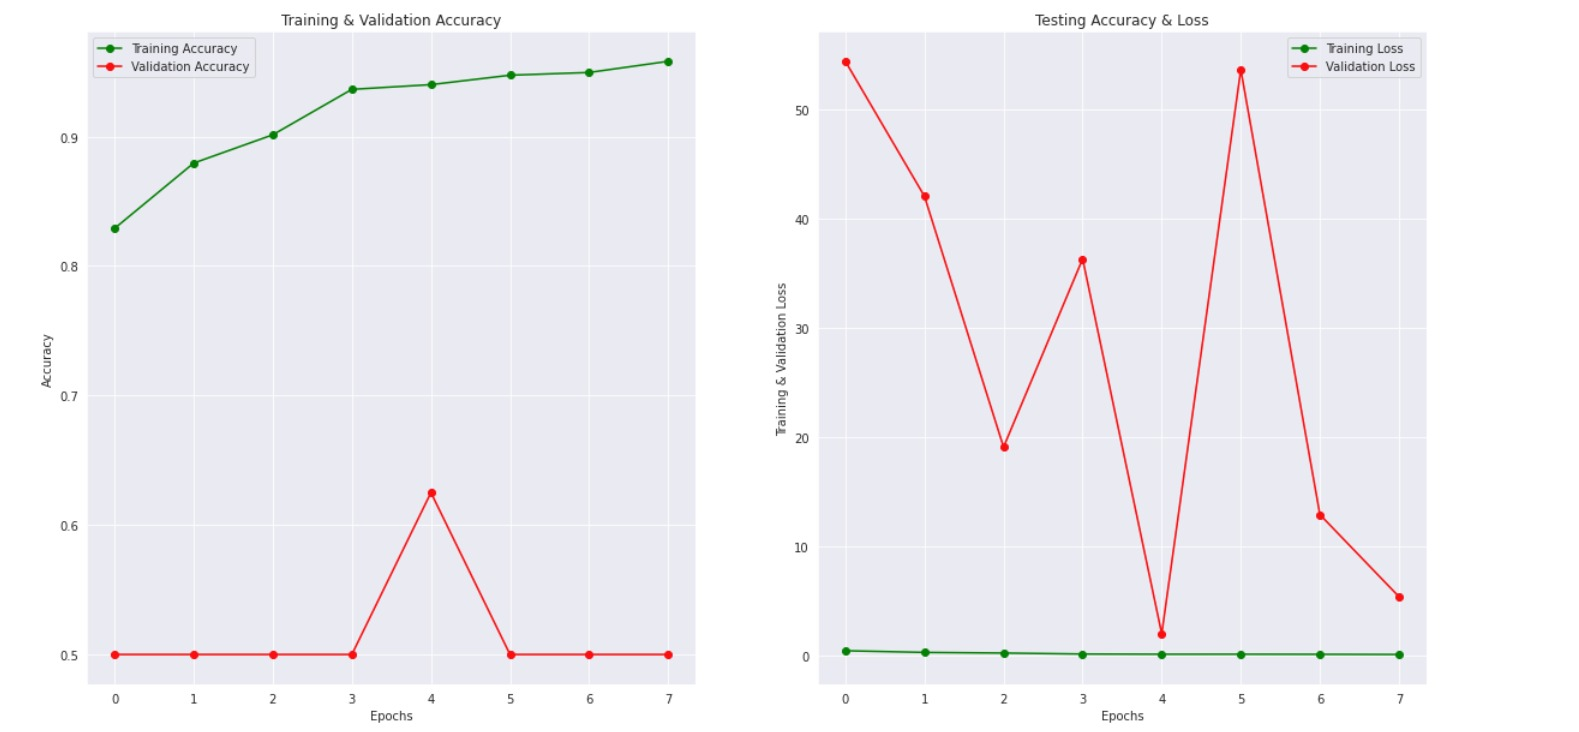 Training & Validation Accuracy
Training Accuracy
Validation Accuracy
0.9
0.8
0.7
0.6
0.5
Accuracy
0 1 2 3 4 5 6 7
Epochs
Testing Accuracy & Loss
Training Loss
Validation Loss
50
40
30
20
10
0
Training & Validation Loss
0 1 2 3 4 5 6 7
Epochs